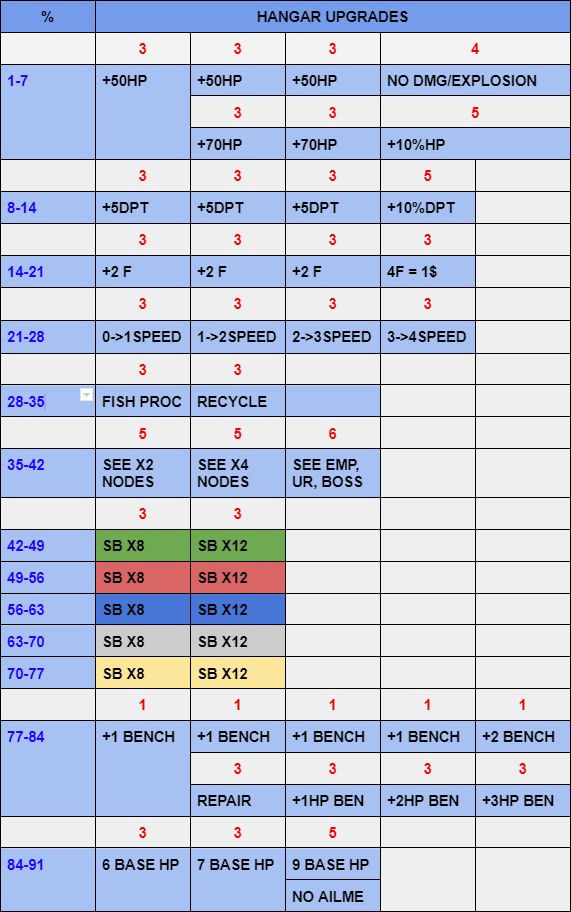 % HANGAR UPGRADES
3 3 3 4
1-7 +50HP +50HP +50HP NO DMG/EXPLOSION
3 3 5
+70HP +70HP +10%HP
3 3 3 5
8-14 +5DPT +5DPT +5DPT +10%DPT
3 3 3 3
14-21 +2 F +2 F +2 F 4F = 1$
3 3 3 3
21-28 0->1SPEED 1->2SPEED 2->3SPEED 3->4SPEED
3 3
28-35 FISH PROC RECYCLE
5 5 6
35-42 SEE X2 SEE X4 SEE EMP,
NODES NODES UR, BOSS
3 3
42-49 SB X8 SB X12
49-56 SB X8 SB X12
56-63 SB X8 SB X12
63-70 SB X8 SB X12
70-77 SB X8 SB X12
1 1 1 1 1
77-84 +1 BENCH +1 BENCH +1 BENCH +1 BENCH +2 BENCH
3 3 3 3
REPAIR +1HP BEN +2HP BEN +3HP BEN
3 3 5
84-91 6 BASE HP 7 BASE HP 9 BASE HP
NO AILME